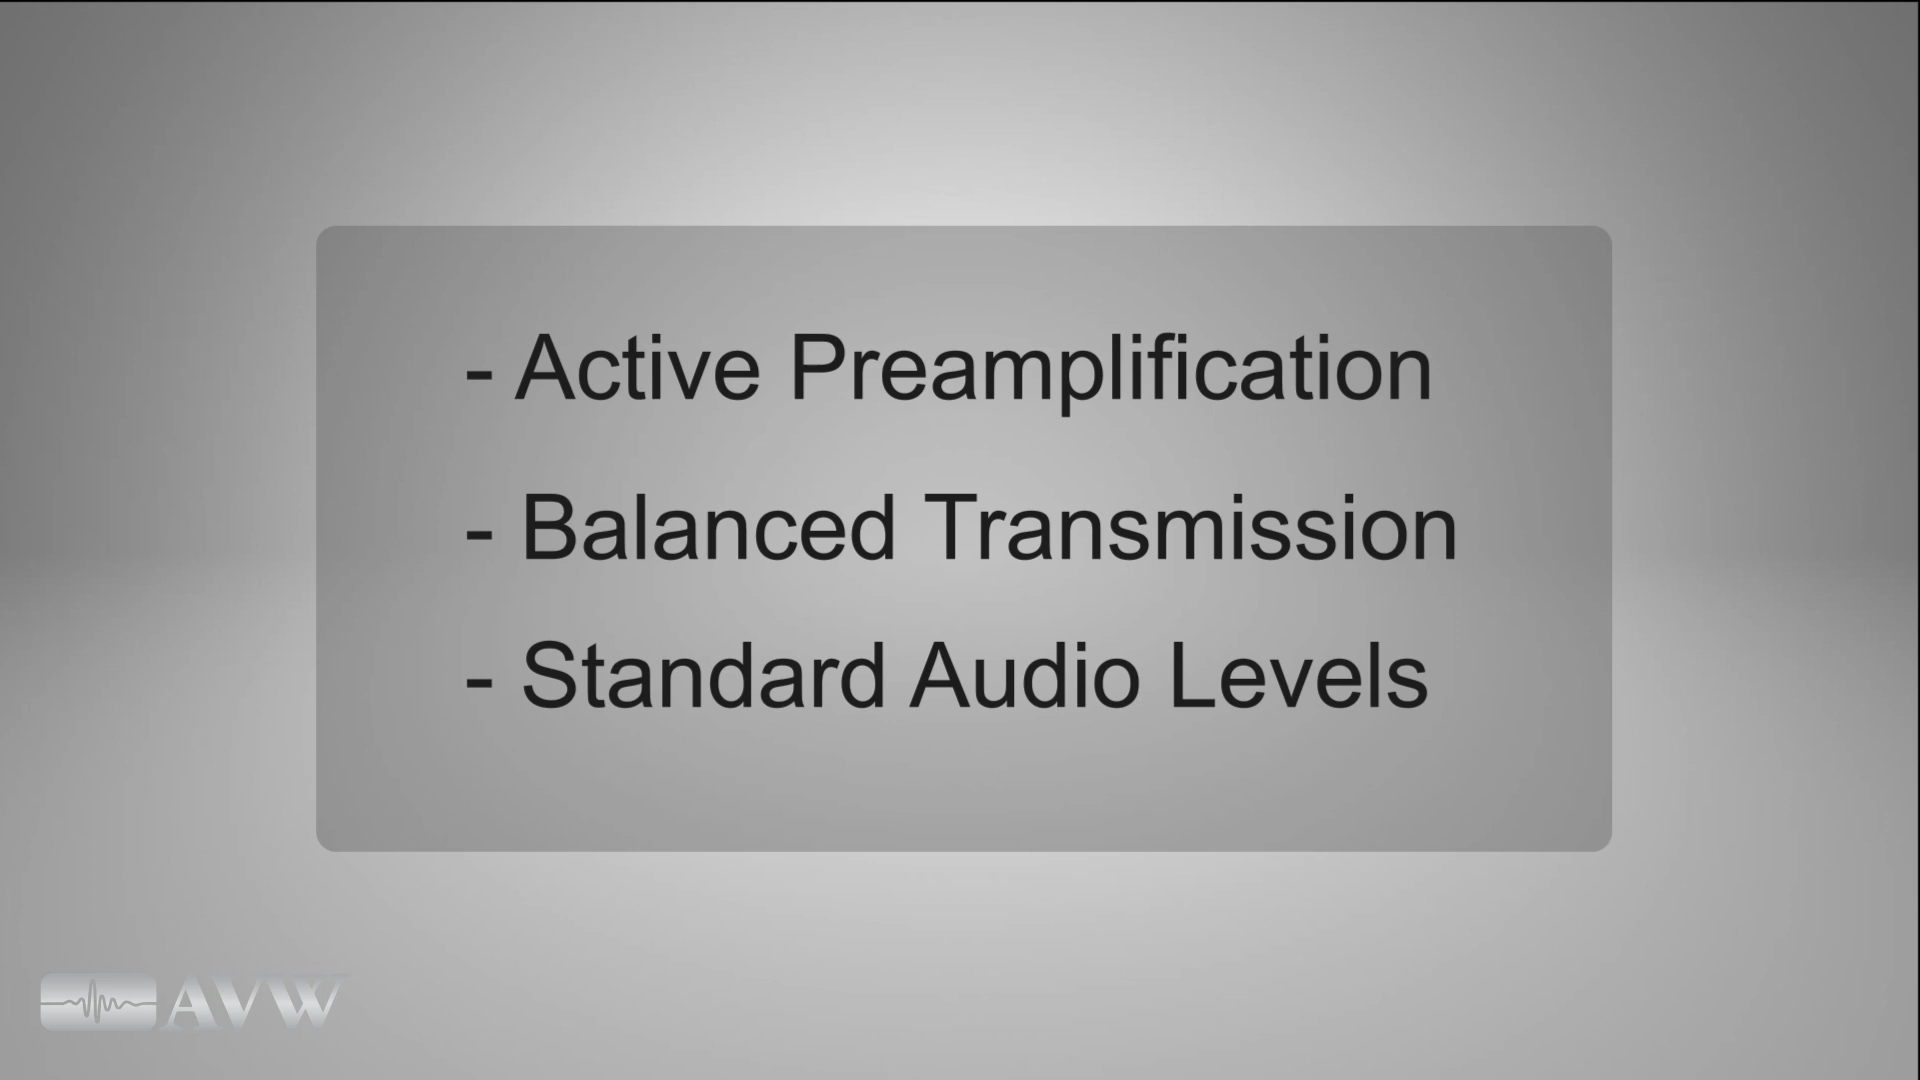 - Active Preamplification
- Balanced Transmission
- Standard Audio Levels
AVW